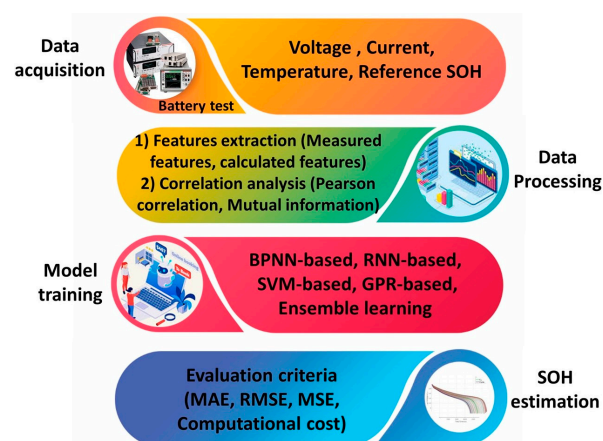 Data
acquisition
Battery test
Voltage , Current,
Temperature, Reference SOH
1) Features extraction (Measured
features, calculated features)
2) Correlation analysis (Pearson
correlation, Mutual information)
Data
Processing
Model
training
BPNN-based, RNN-based,
SVM-based, GPR-based,
Ensemble learning
Evaluation criteria
(MAE, RMSE, MSE,
Computational cost)
SOH
estimation